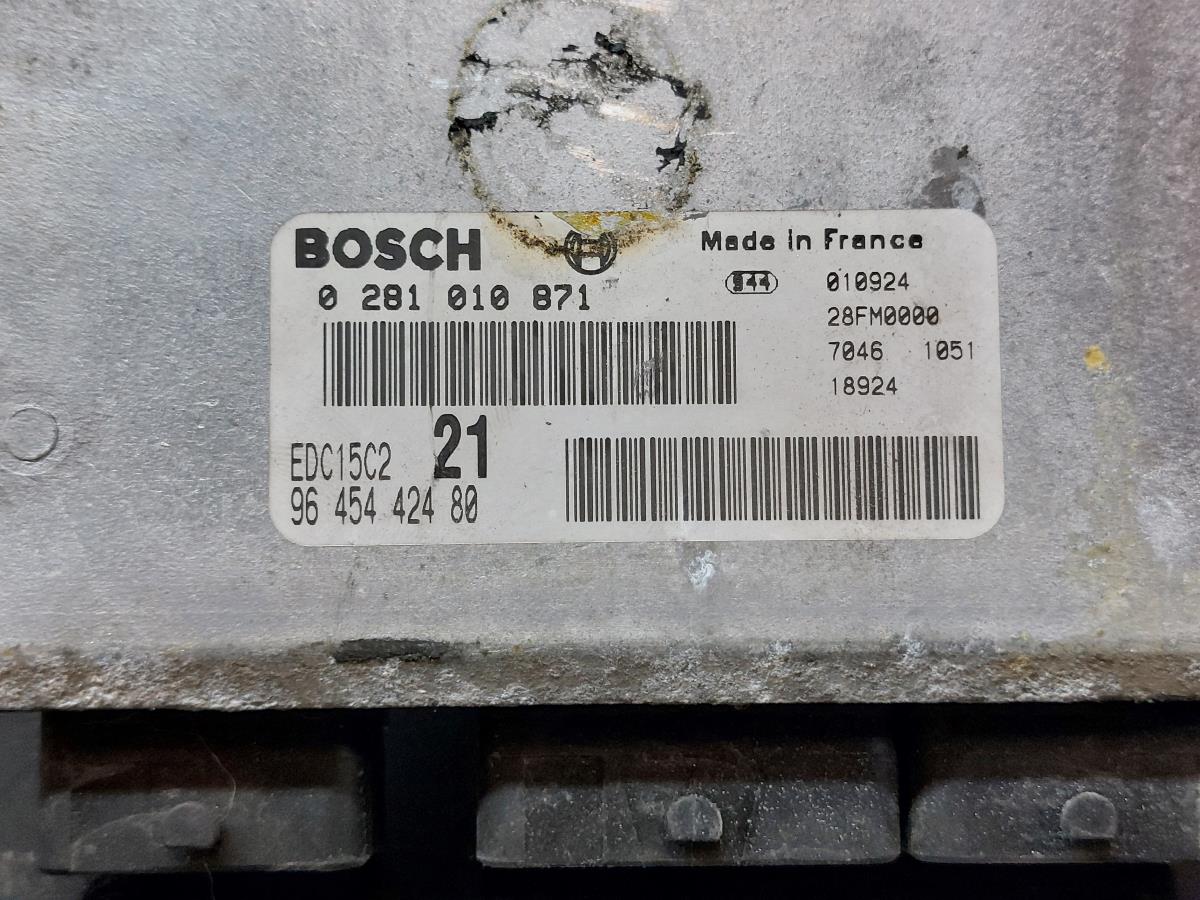 BOSCH
0 281 010 871
EDC15C2 21
96 454 424 80
Made in France
944 010924
28FM0000
7046 1051
18924